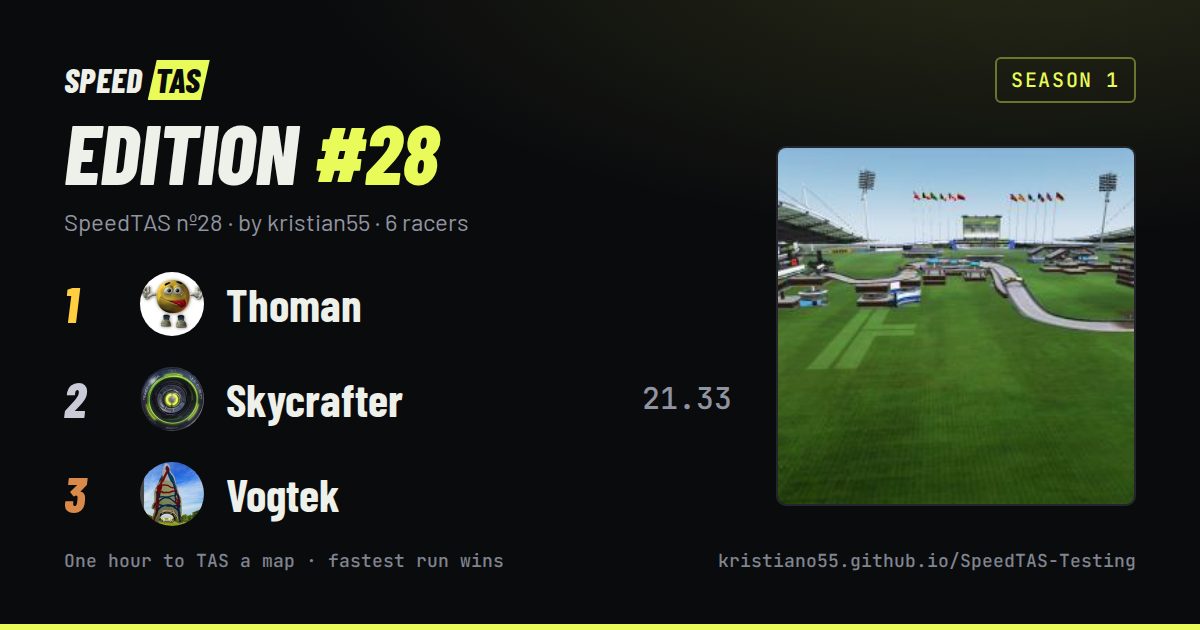 SPEED TAS
SEASON 1
EDITION #28
SpeedTAS nº28 · by kristian55 · 6 racers
1 Thoman
2 Skycrafter 21.33
3 Vogtek
One hour to TAS a map · fastest run wins
kristiano55.github.io/SpeedTAS-Testing